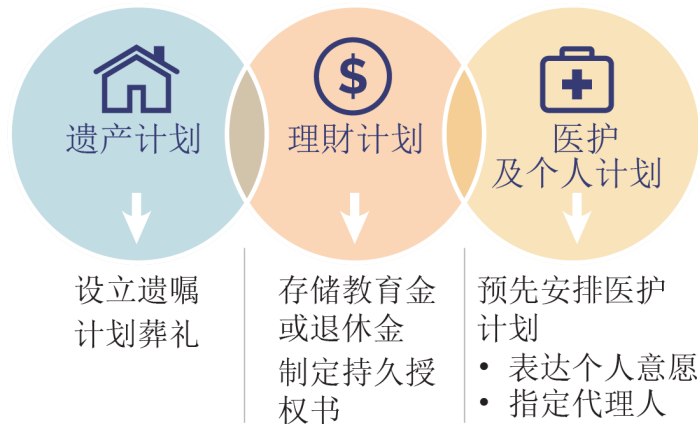 遗产计划
设立遗嘱
计划葬礼
$
理财计划
存储教育金
或退休金
制定持久授
权书
医护
及个人计划
预先安排医护
计划
• 表达个人意愿
• 指定代理人